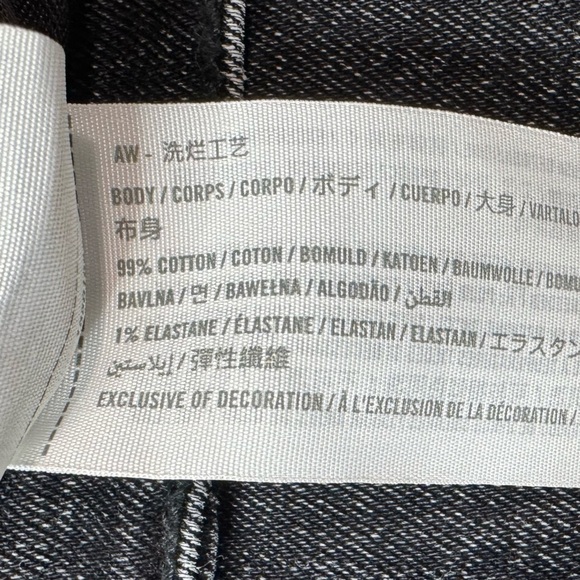 AW - 洗烂工艺
BODY / CORPS / CORPO / ボディ / CUERPO / 大身 / VARTALO
布身
99% COTTON / COTON / BOMULD / KATOEN / BAUMWOLLE / BOMU
BAVLNA / 면 / BAWEŁNA / ALGODÃO / القطن
1% ELASTANE / ÉLASTANE / ELASTAN / ELASTAAN / エラスタン
إيلاستين / 彈性纖維
EXCLUSIVE OF DECORATION / À L'EXCLUSION DE LA DÉCORATION /